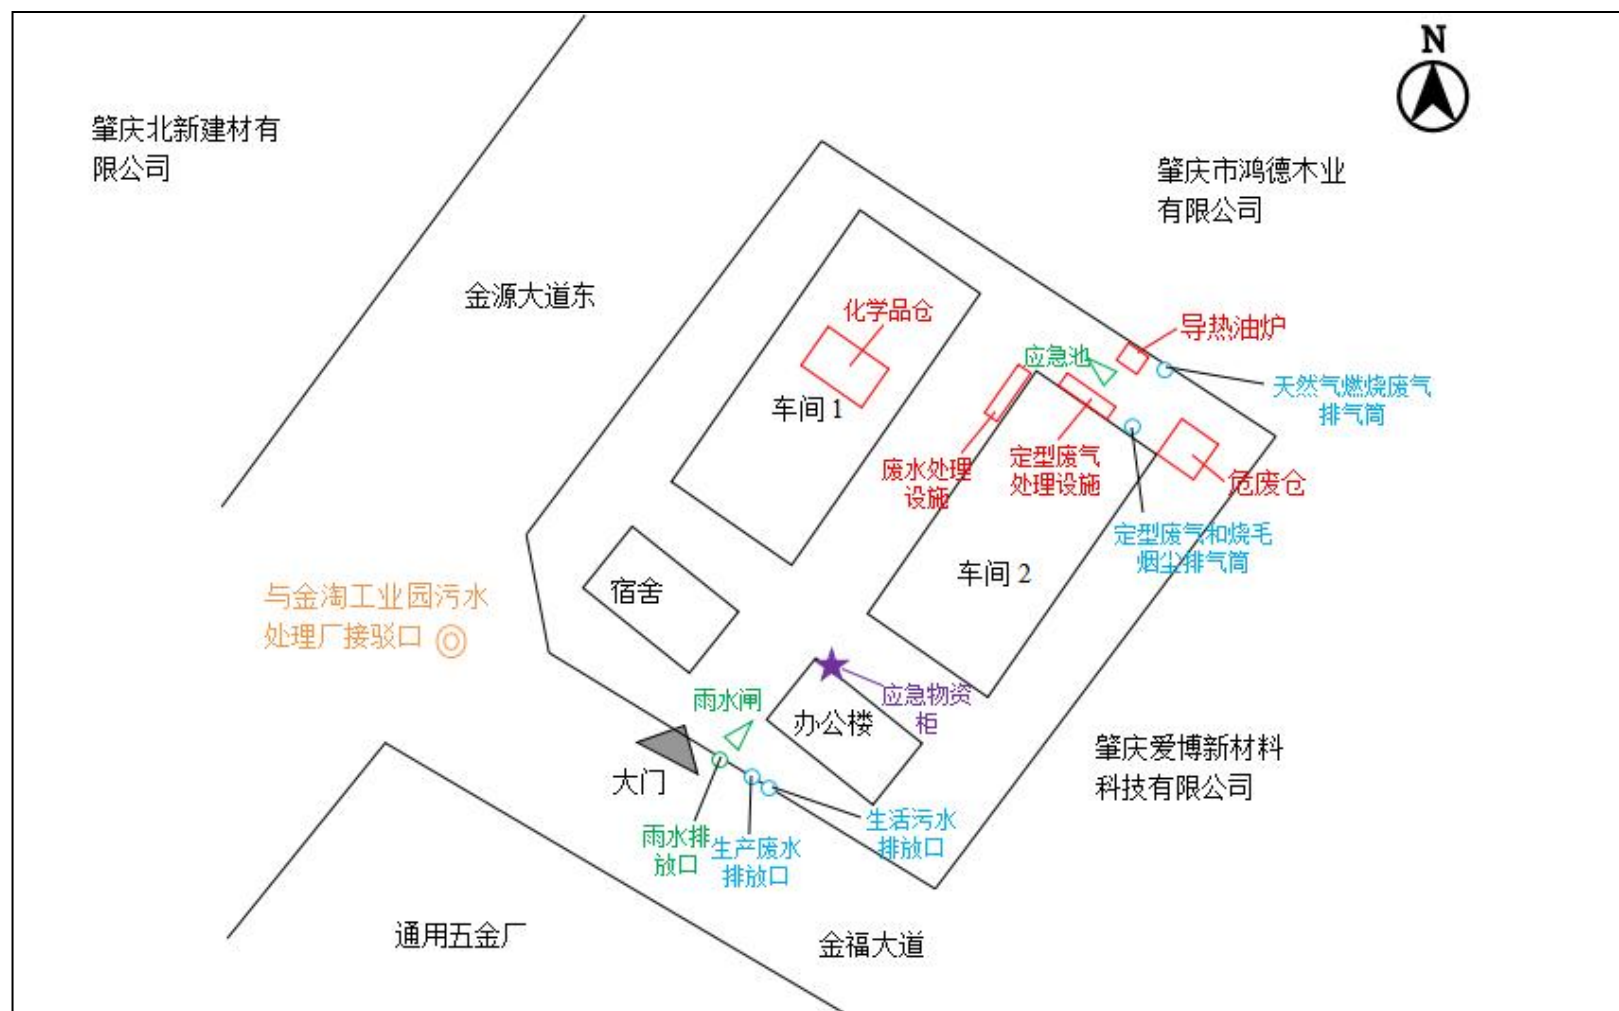 N
肇庆北新建材有
限公司
肇庆市鸿德木业
有限公司
金源大道东
化学品仓
导热油炉
应急池
天然气燃烧废气
排气筒
车间 1
废水处理
设施
定型废气
处理设施
危废仓
定型废气和烧毛
烟尘排气筒
车间 2
宿舍
与金淘工业园污水
处理厂接驳口
雨水闸
应急物资
柜
办公楼
肇庆爱博新材料
科技有限公司
大门
雨水排
放口
生产废水
排放口
生活污水
排放口
通用五金厂
金福大道